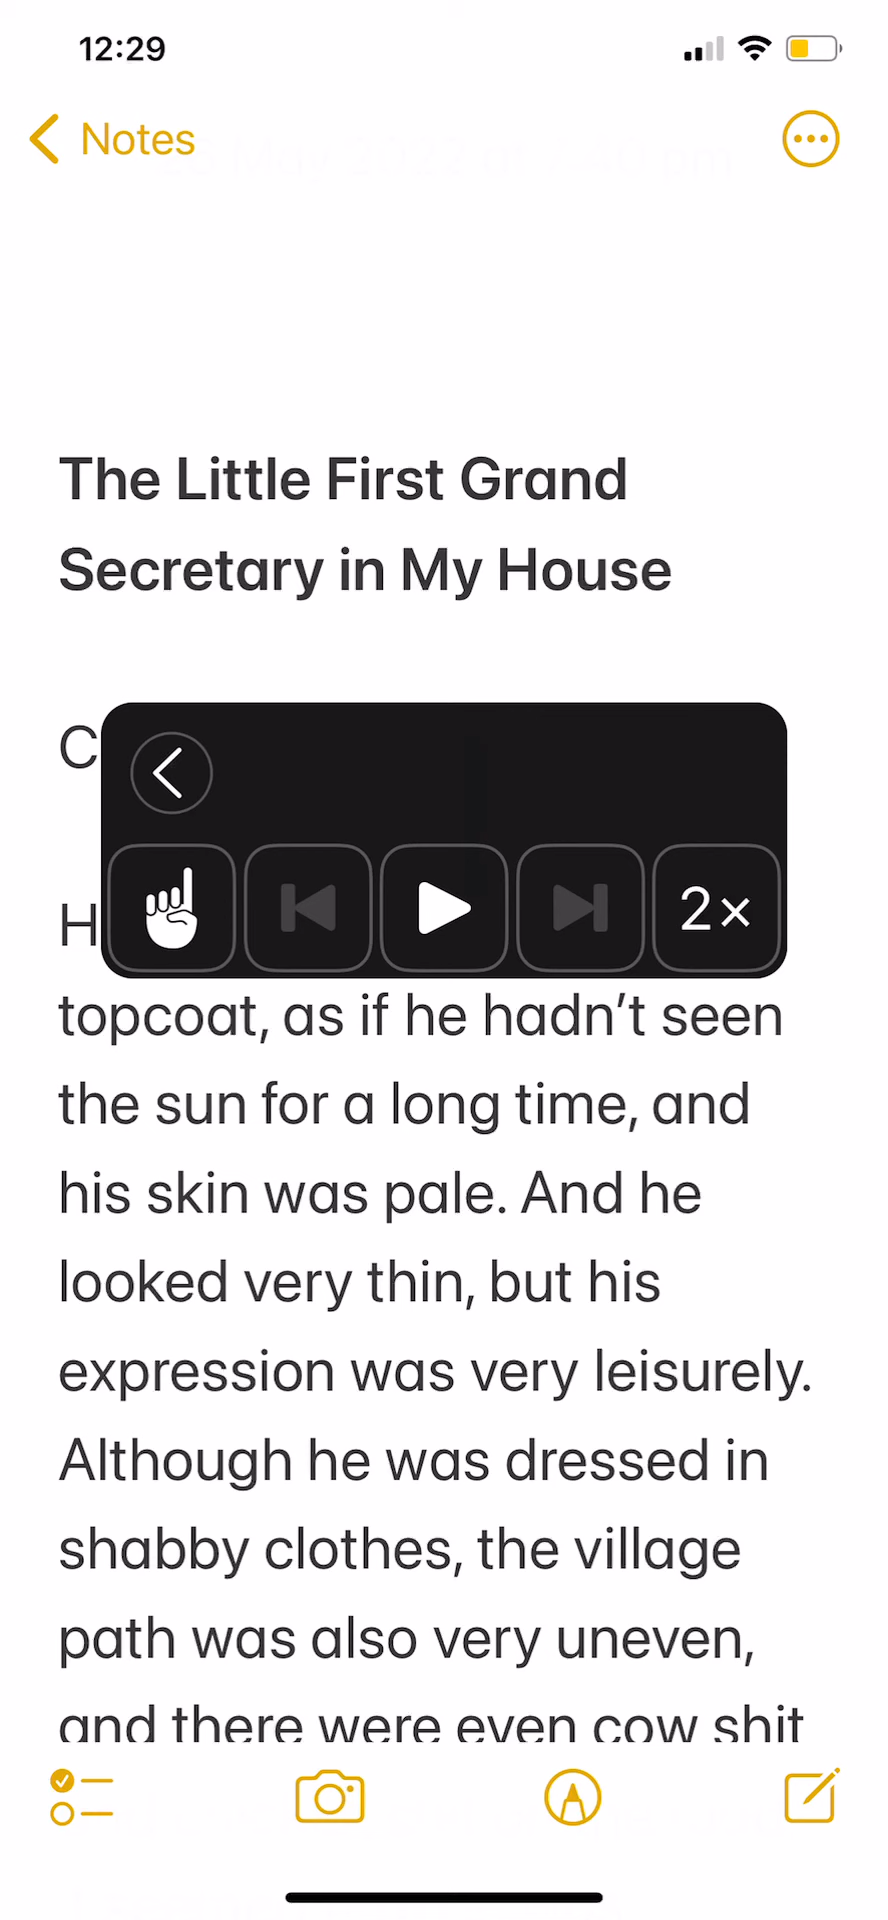 12:29
Notes
The Little First Grand
Secretary in My House
C
2×
H
topcoat, as if he hadn’t seen
the sun for a long time, and
his skin was pale. And he
looked very thin, but his
expression was very leisurely.
Although he was dressed in
shabby clothes, the village
path was also very uneven,
and there were even cow shit